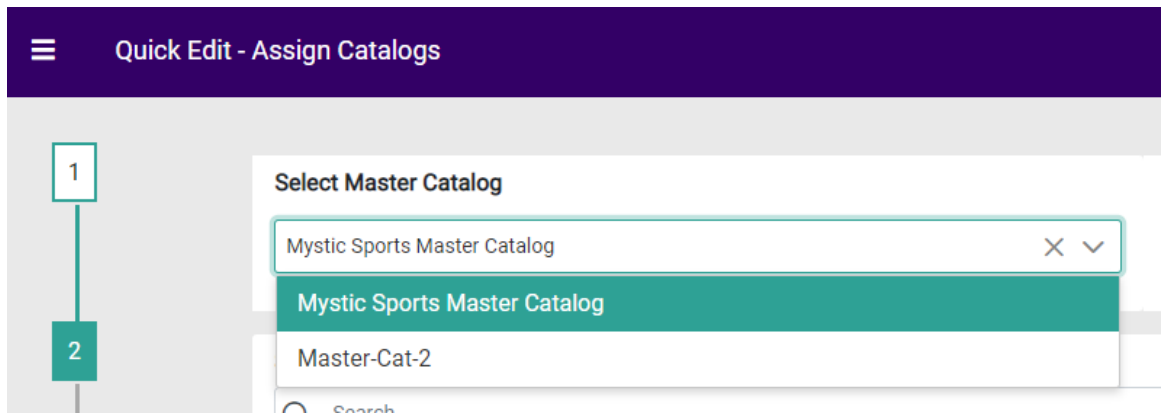 Quick Edit - Assign Catalogs
1
Select Master Catalog
Mystic Sports Master Catalog
Mystic Sports Master Catalog
2
Master-Cat-2
Search